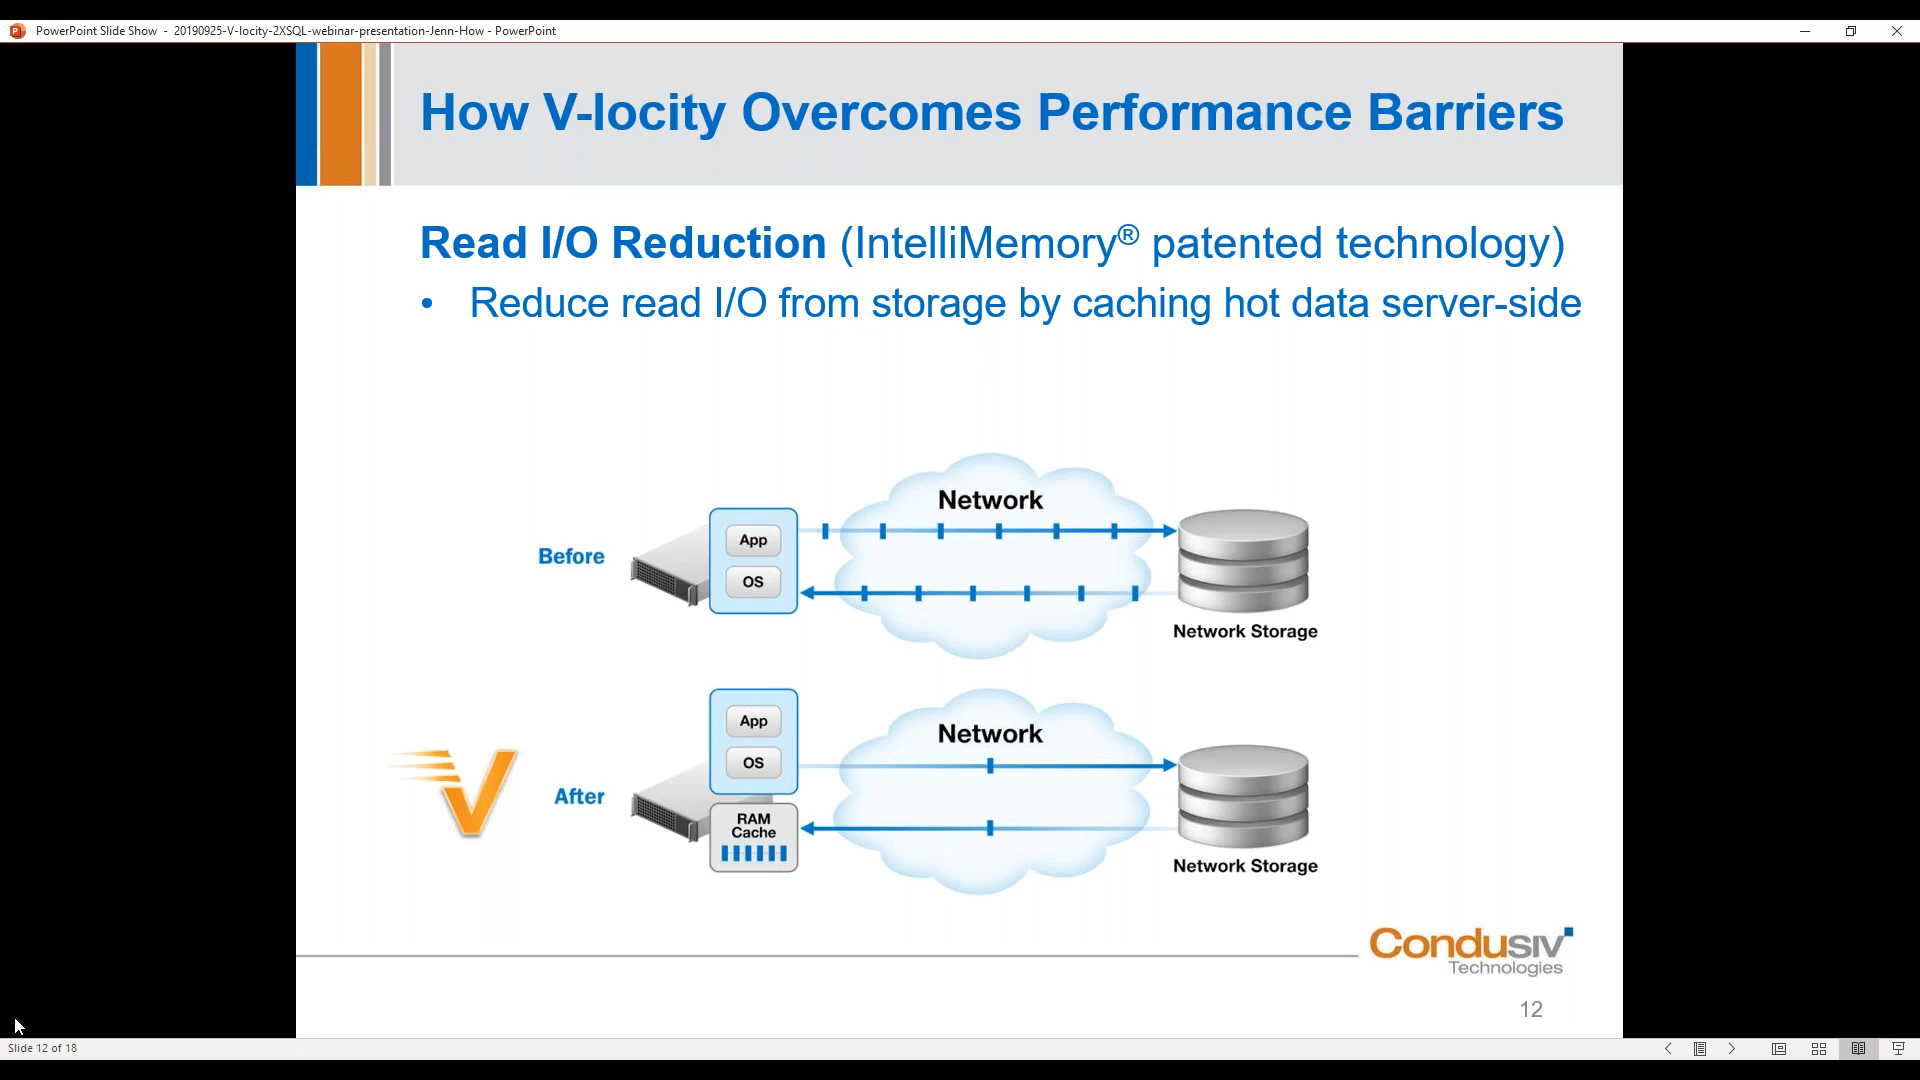 PowerPoint Slide Show - 20190925-V-locity-2XSQL-webinar-presentation-Jenn-How - PowerPoint
How V-locity Overcomes Performance Barriers
Read I/O Reduction (IntelliMemory® patented technology)
• Reduce read I/O from storage by caching hot data server-side
Network
App
Before
OS
Network Storage
App
Network
OS
After
RAM
Cache
Network Storage
Condusiv
Technologies
12
Slide 12 of 18